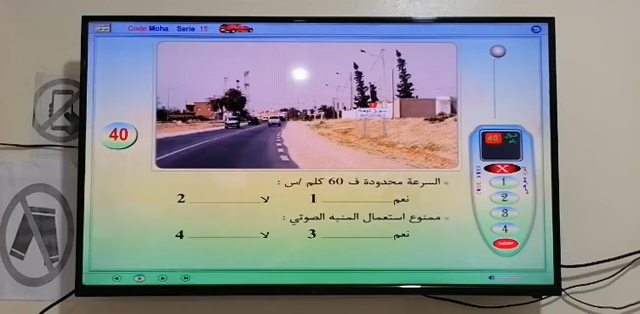 Code Moha Serie 15
40
السرعة محدودة ف 60 كلم /س :
نعم 1 لا 2
ممنوع استعمال المنبه الصوتي :
نعم 3 لا 4
40
X
1
2
3
4